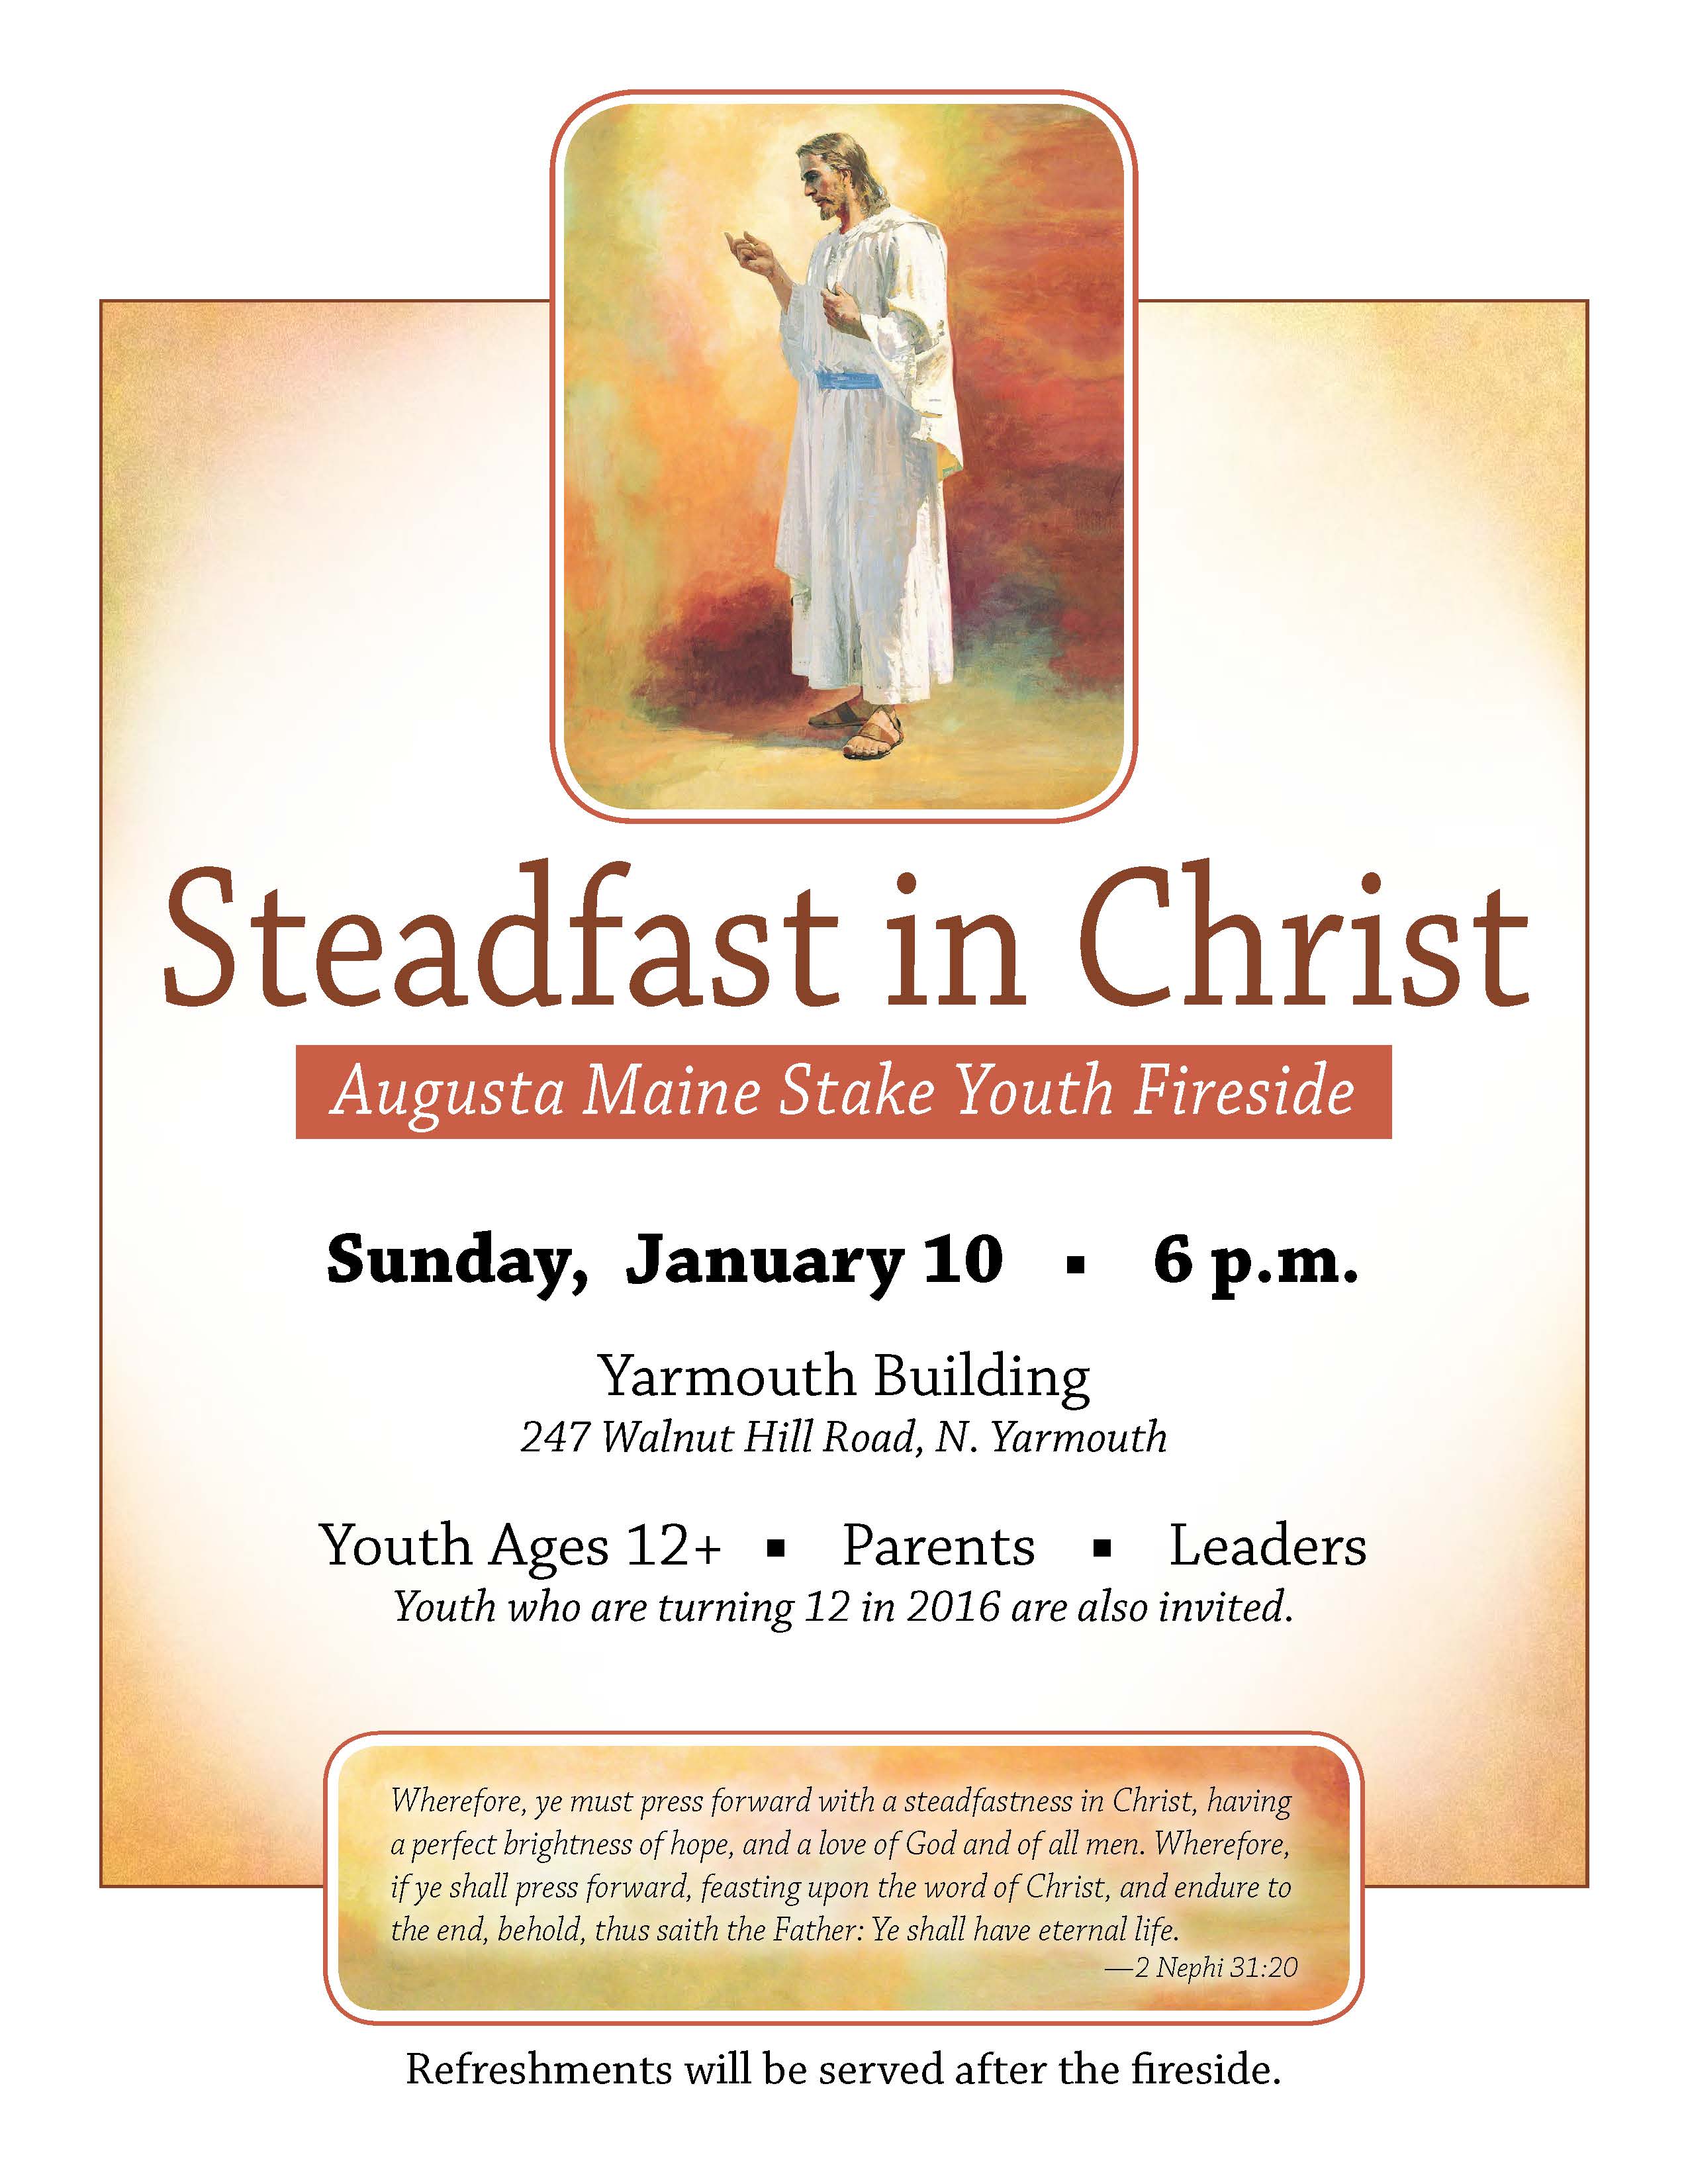 Steadfast in Christ
Augusta Maine Stake Youth Fireside
Sunday, January 10 ▪ 6 p.m.
Yarmouth Building
247 Walnut Hill Road, N. Yarmouth
Youth Ages 12+ ▪ Parents ▪ Leaders
Youth who are turning 12 in 2016 are also invited.
Wherefore, ye must press forward with a steadfastness in Christ, having
a perfect brightness of hope, and a love of God and of all men. Wherefore,
if ye shall press forward, feasting upon the word of Christ, and endure to
the end, behold, thus saith the Father: Ye shall have eternal life.
—2 Nephi 31:20
Refreshments will be served after the fireside.